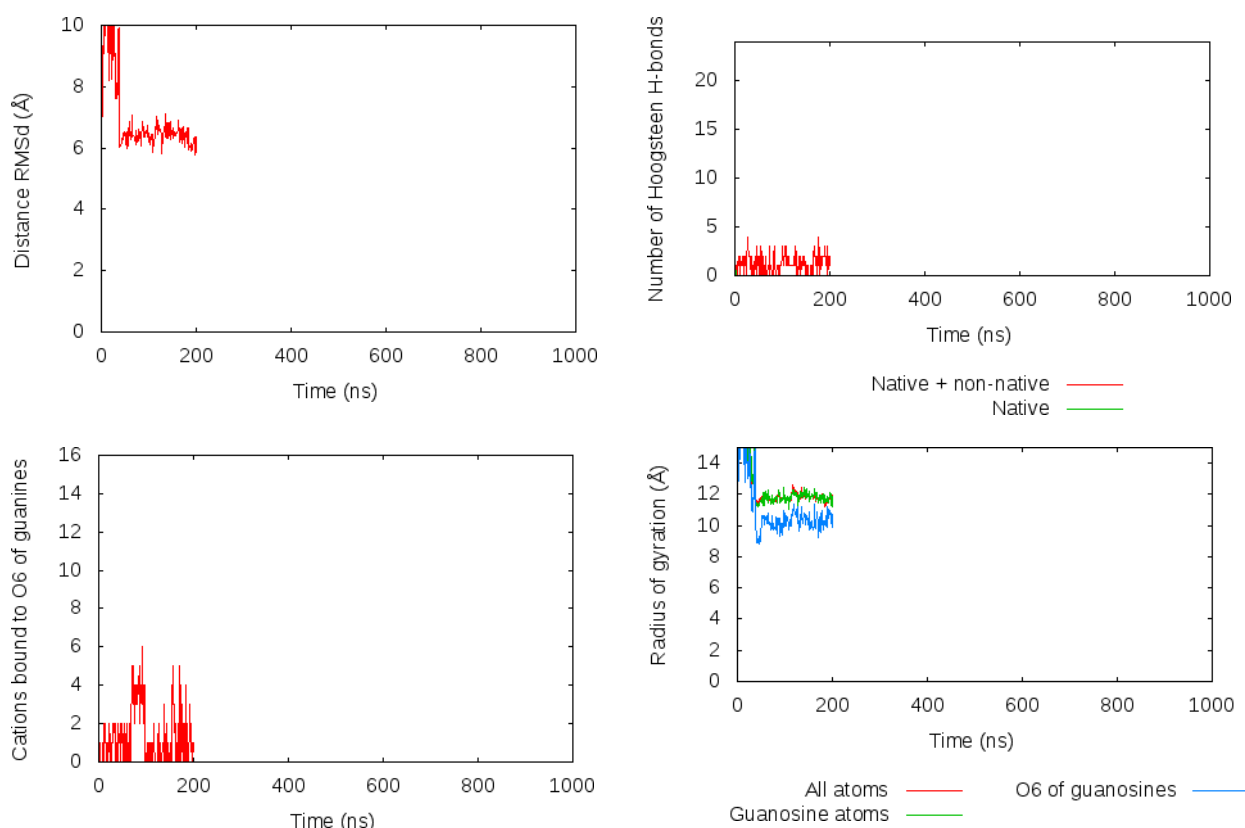 Distance RMSd (Å)
10
8
6
4
2
0
0 200 400 600 800 1000
Time (ns)
Number of Hoogsteen H-bonds
20
15
10
5
0
0 200 400 600 800 1000
Time (ns)
Native + non-native
Native
Cations bound to O6 of guanines
16
14
12
10
8
6
4
2
0
0 200 400 600 800 1000
Time (ns)
Radius of gyration (Å)
14
12
10
8
6
4
2
0
0 200 400 600 800 1000
Time (ns)
All atoms
Guanosine atoms
O6 of guanosines